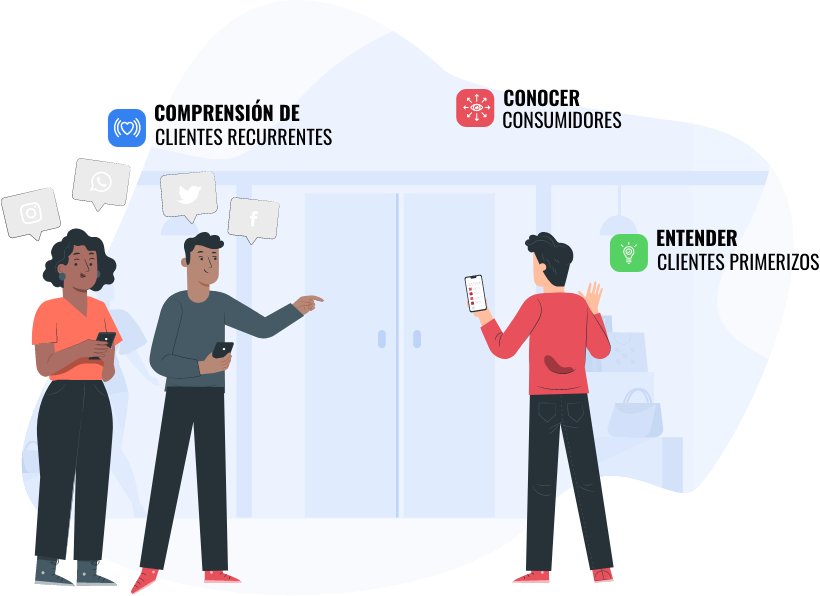 COMPRENSIÓN DE
CLIENTES RECURRENTES
CONOCER
CONSUMIDORES
ENTENDER
CLIENTES PRIMERIZOS